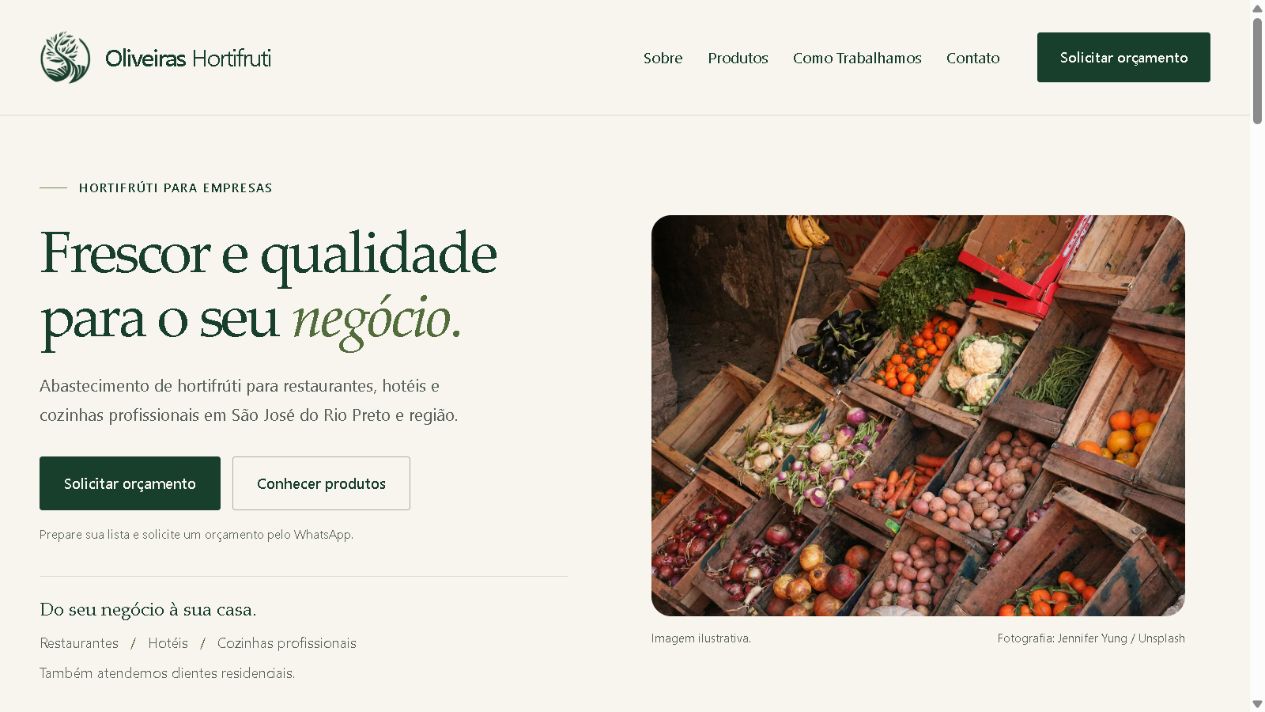 Oliveiras Hortifruti
Sobre Produtos Como Trabalhamos Contato Solicitar orçamento
HORTIFRÚTI PARA EMPRESAS
Frescor e qualidade
para o seu negócio.
Abastecimento de hortifrúti para restaurantes, hotéis e
cozinhas profissionais em São José do Rio Preto e região.
Solicitar orçamento Conhecer produtos
Prepare sua lista e solicite um orçamento pelo WhatsApp.
Do seu negócio à sua casa.
Restaurantes / Hotéis / Cozinhas profissionais
Também atendemos clientes residenciais.
Imagem ilustrativa. Fotografia: Jennifer Yung / Unsplash